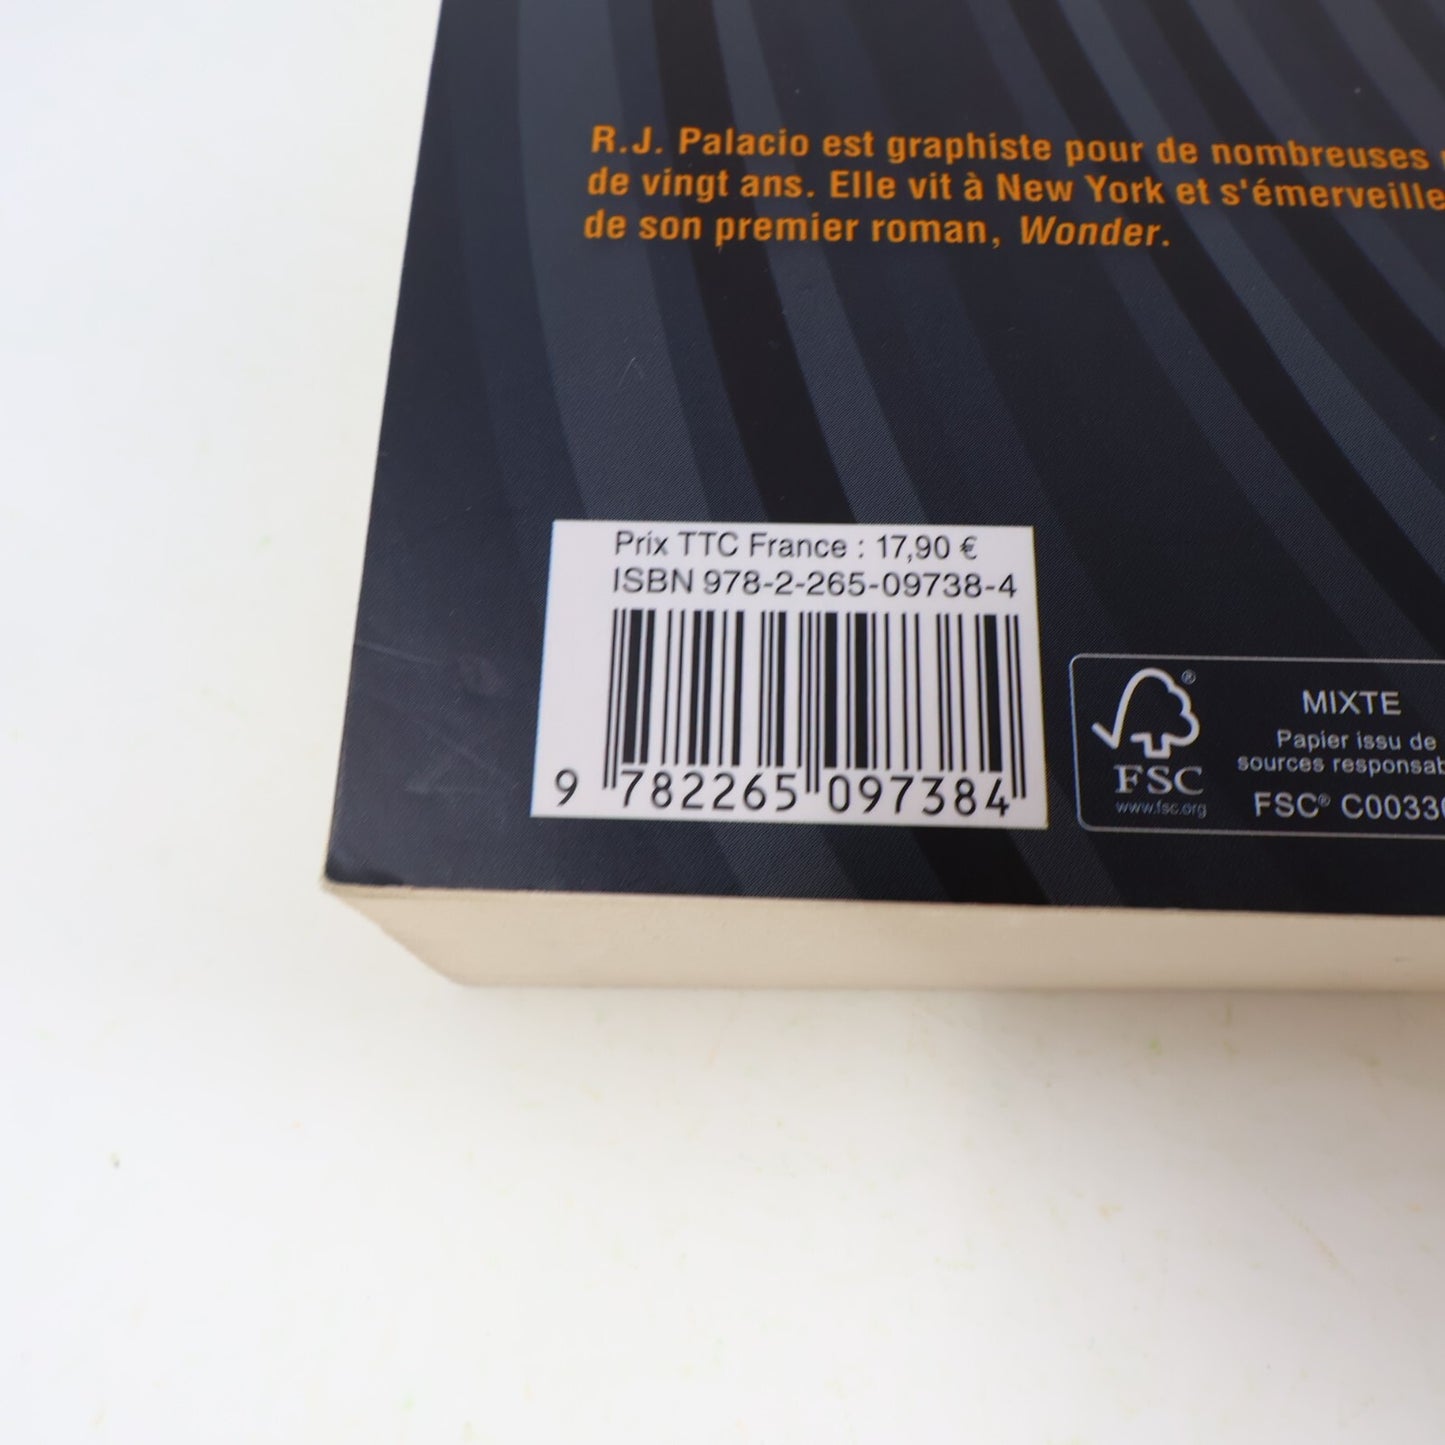 R.J. Palacio est graphiste pour de nombreuses
de vingt ans. Elle vit à New York et s'émerveille
de son premier roman, Wonder.
Prix TTC France : 17,90 €
ISBN 978-2-265-09738-4
9 782265 097384
®
FSC
www.fsc.org
MIXTE
Papier issu de
sources
FSC®